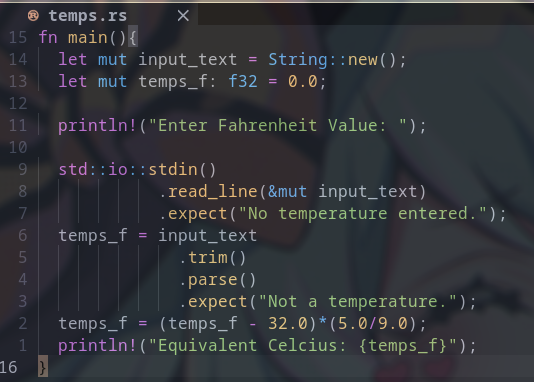 temps.rs
15 fn main(){
14   let mut input_text = String::new();
13   let mut temps_f: f32 = 0.0;
12
11   println!("Enter Fahrenheit Value: ");
10
9   std::io::stdin()
8             .read_line(&mut input_text)
7             .expect("No temperature entered.");
6   temps_f = input_text
5               .trim()
4               .parse()
3               .expect("Not a temperature.");
2   temps_f = (temps_f - 32.0)*(5.0/9.0);
1   println!("Equivalent Celcius: {temps_f}");
16 }